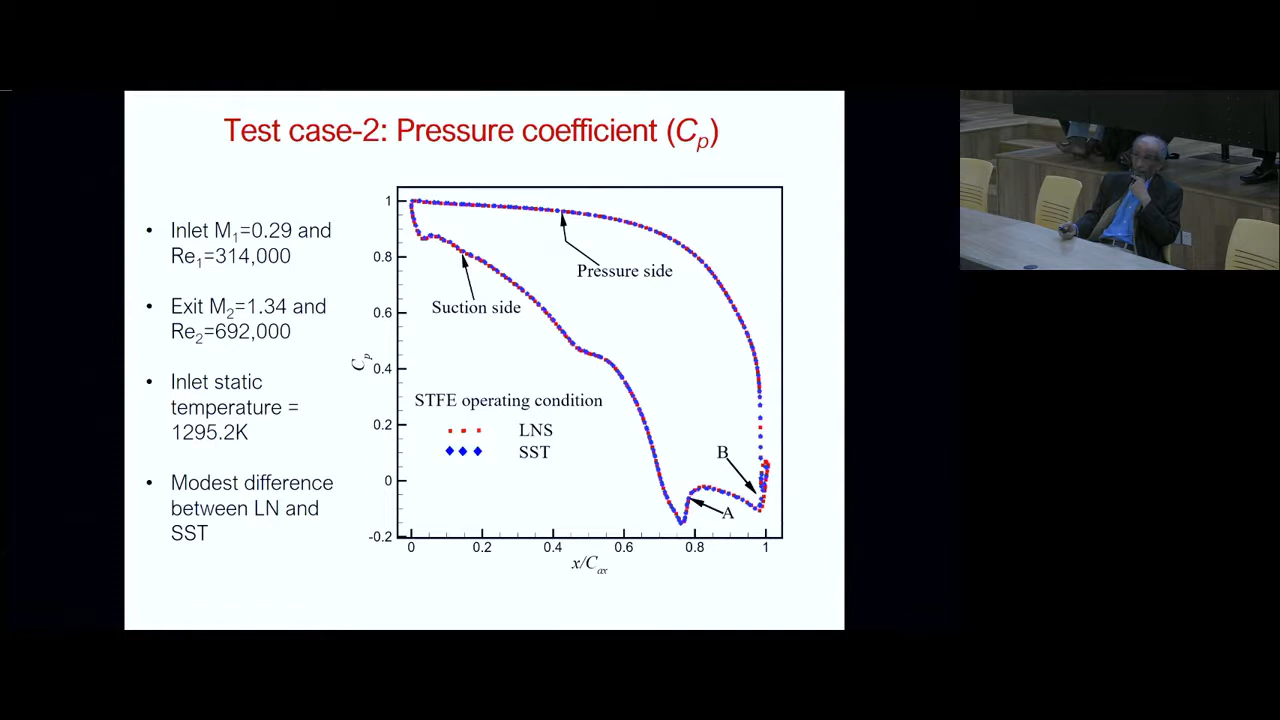 Test case-2: Pressure coefficient (Cp)
• Inlet M1=0.29 and
Re1=314,000
• Exit M2=1.34 and
Re2=692,000
• Inlet static
temperature =
1295.2K
• Modest difference
between LN and
SST
1
0.8
0.6
0.4
0.2
0
-0.2
Cp
Pressure side
Suction side
STFE operating condition
LNS
SST
B
A
0 0.2 0.4 0.6 0.8 1
x/Cax